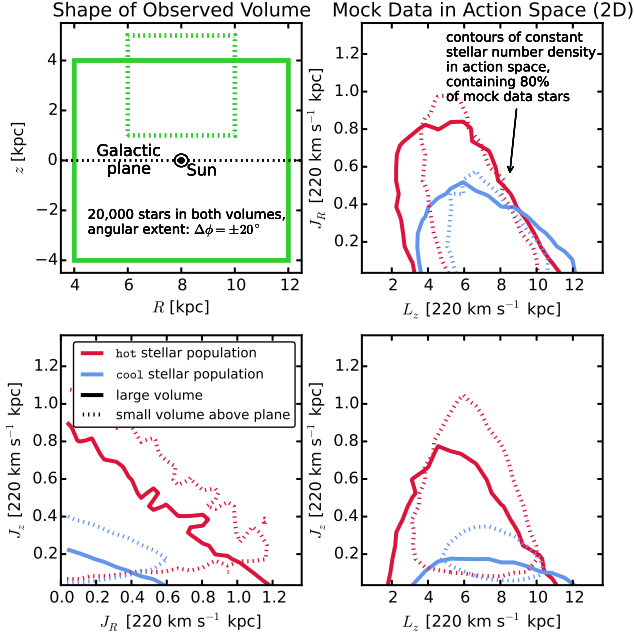 Shape of Observed Volume
4
2
0
−2
−4
z [kpc]
Galactic
plane
Sun
20,000 stars in both volumes,
angular extent: Δϕ = ±20°
4 6 8 10 12
R [kpc]
Mock Data in Action Space (2D)
contours of constant
stellar number density
in action space,
containing 80%
of mock data stars
1.2
1.0
0.8
0.6
0.4
0.2
J_R [220 km s⁻¹ kpc]
4 6 8 10 12
L_z [220 km s⁻¹ kpc]
hot stellar population
cool stellar population
large volume
small volume above plane
1.2
1.0
0.8
0.6
0.4
0.2
J_z [220 km s⁻¹ kpc]
0.0 0.2 0.4 0.6 0.8 1.0 1.2
J_R [220 km s⁻¹ kpc]
1.2
1.0
0.8
0.6
0.4
0.2
J_z [220 km s⁻¹ kpc]
4 6 8 10 12
L_z [220 km s⁻¹ kpc]